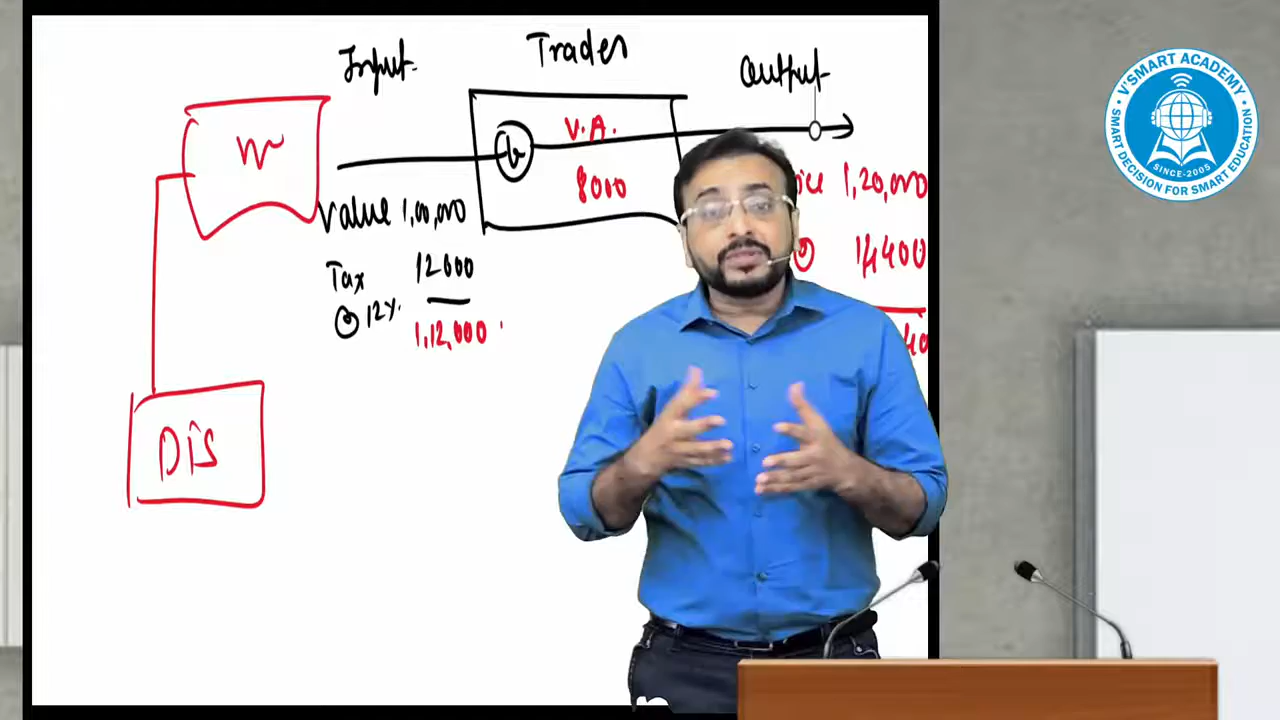 Input
Trader
Output
V.A.
8000
Value 1,00,000
Tax 12000
@ 12%.
1,12,000
1,20,000
14400
DIS
V'SMART ACADEMY
SINCE-2005
SMART DECISION FOR SMART EDUCATION